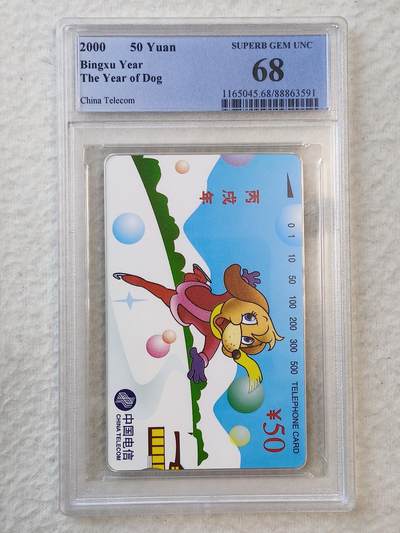 2000 50 Yuan
Bingxu Year
The Year of Dog
China Telecom
SUPERB GEM UNC
68
1165045.68/88863591
丙戌年
0 1 10 50 100 200 300 500 TELEPHONE CARD
¥50
中国电信
CHINA TELECOM